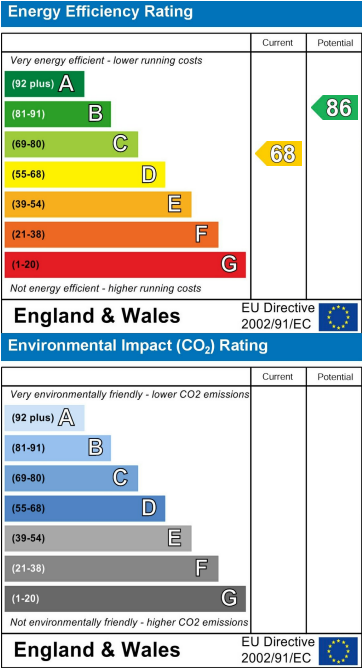 Energy Efficiency Rating
Current Potential
Very energy efficient - lower running costs
(92 plus) A
(81-91) B
86
(69-80) C
68
(55-68) D
(39-54) E
(21-38) F
(1-20) G
Not energy efficient - higher running costs
England & Wales
EU Directive
2002/91/EC
Environmental Impact (CO2) Rating
Current Potential
Very environmentally friendly - lower CO2 emissions
(92 plus) A
(81-91) B
(69-80) C
(55-68) D
(39-54) E
(21-38) F
(1-20) G
Not environmentally friendly - higher CO2 emissions
England & Wales
EU Directive
2002/91/EC